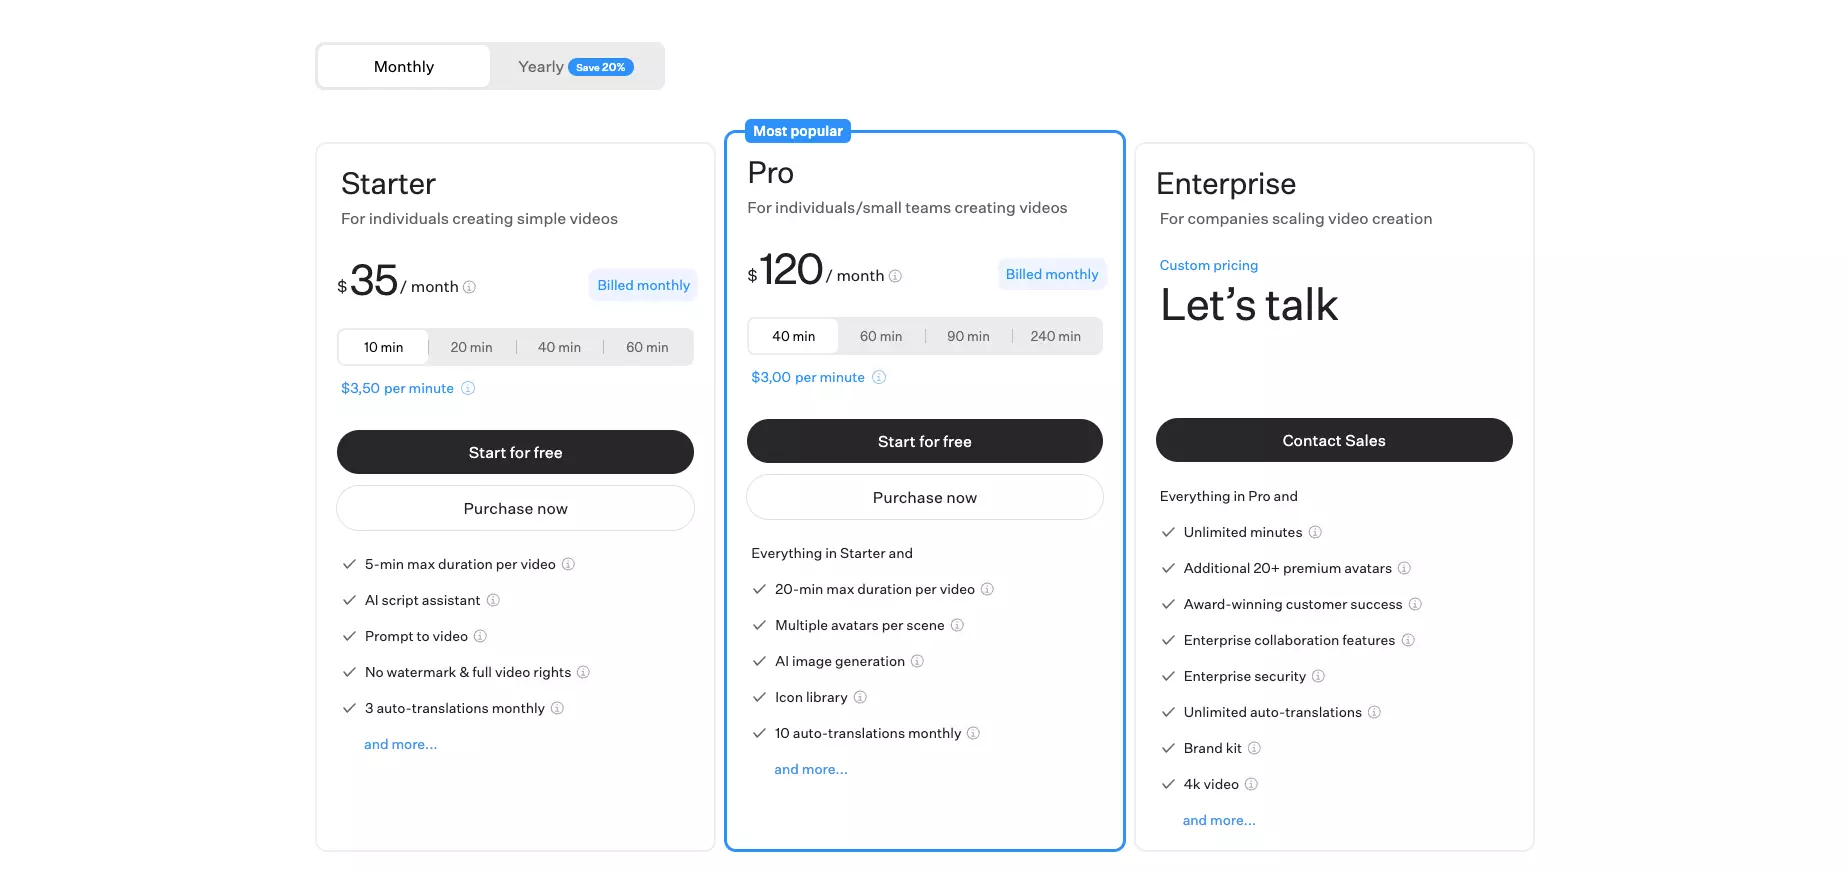 Monthly
Yearly Save 20%
Starter
For individuals creating simple videos
$35/ month
Billed monthly
10 min 20 min 40 min 60 min
$3,50 per minute
Start for free
Purchase now
5-min max duration per video
AI script assistant
Prompt to video
No watermark & full video rights
3 auto-translations monthly
and more...
Most popular
Pro
For individuals/small teams creating videos
$120/ month
Billed monthly
40 min 60 min 90 min 240 min
$3,00 per minute
Start for free
Purchase now
Everything in Starter and
20-min max duration per video
Multiple avatars per scene
AI image generation
Icon library
10 auto-translations monthly
and more...
Enterprise
For companies scaling video creation
Custom pricing
Let's talk
Contact Sales
Everything in Pro and
Unlimited minutes
Additional 20+ premium avatars
Award-winning customer success
Enterprise collaboration features
Enterprise security
Unlimited auto-translations
Brand kit
4k video
and more...